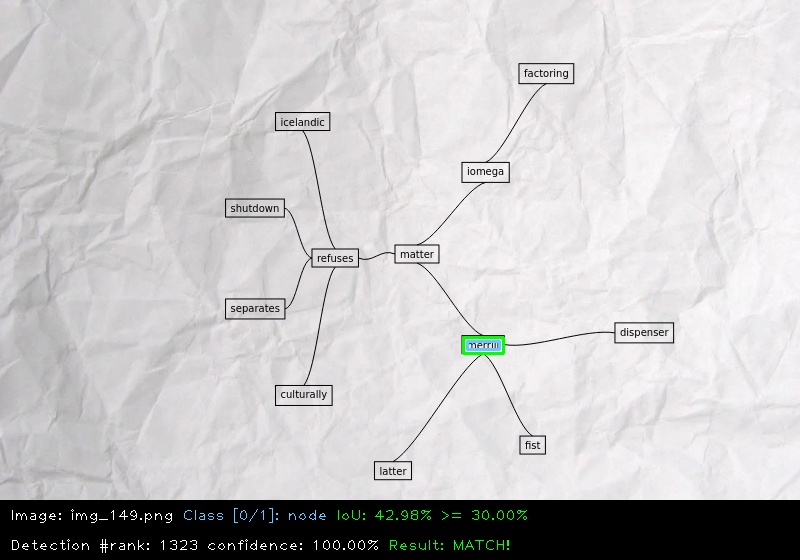 factoring
icelandic
iomega
shutdown
matter
refuses
separates
dispenser
merrill
culturally
fist
latter
Image: img_149.png Class [0/1]: node IoU: 42.98% >= 30.00%
Detection #rank: 1323 confidence: 100.00% Result: MATCH!